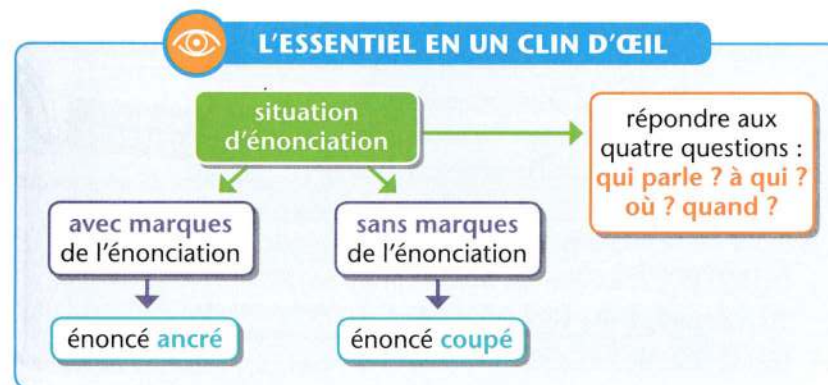 L'ESSENTIEL EN UN CLIN D'ŒIL
situation
d'énonciation
répondre aux
quatre questions :
qui parle ? à qui ?
où ? quand ?
avec marques
de l'énonciation
sans marques
de l'énonciation
énoncé ancré
énoncé coupé